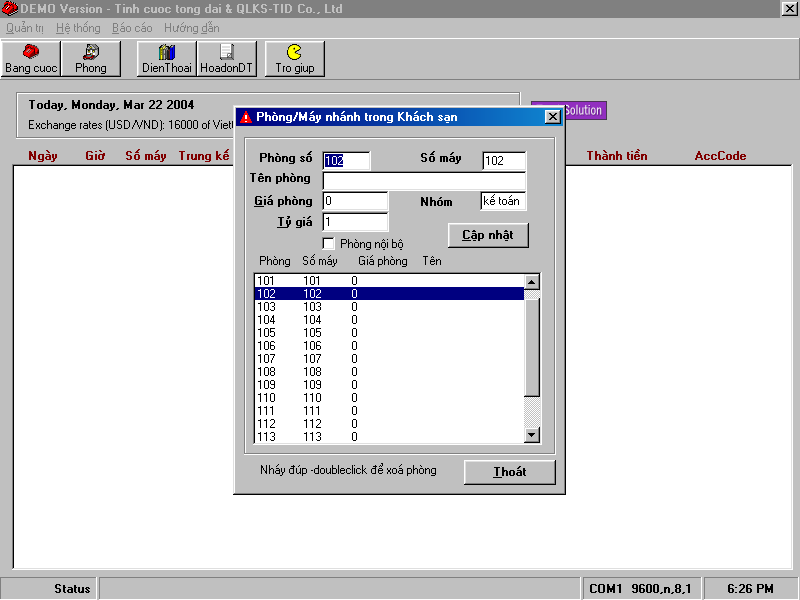 DEMO Version - Tinh cuoc tong dai & QLKS-TID Co., Ltd
Quản trị Hệ thống Báo cáo Hướng dẫn
Bang cuoc Phong DienThoai HoadonDT Tro giup
Today, Monday, Mar 22 2004
Exchange rates (USD/VND): 16000 of Viet
Solution
Ngày Giờ Số máy Trung kế Thành tiền AccCode
Phòng/Máy nhánh trong Khách sạn
Phòng số 102 Số máy 102
Tên phòng
Giá phòng 0 Nhóm kế toán
Tỷ giá 1
Cập nhật
Phòng nội bộ
Phòng Số máy Giá phòng Tên
101 101 0
102 102 0
103 103 0
104 104 0
105 105 0
106 106 0
107 107 0
108 108 0
109 109 0
110 110 0
111 111 0
112 112 0
113 113 0
Nháy đúp -doubleclick để xoá phòng
Thoát
Status COM1 9600,n,8,1 6:26 PM